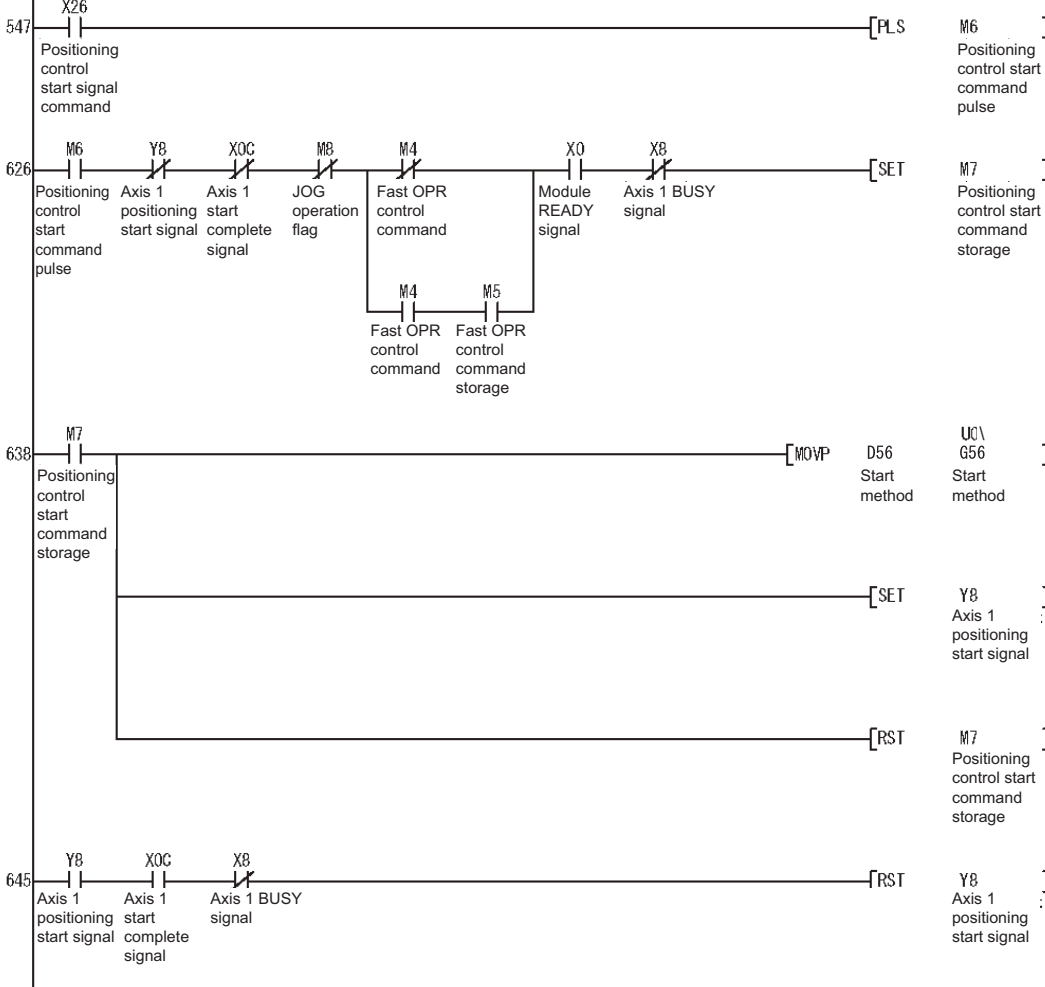 X26
547
[PLS M6 ]
Positioning
control
start signal
command
Positioning
control start
command
pulse
M6 Y8 X0C M8 M4 X0 X8
626
[SET M7 ]
Positioning
control
start
command
pulse
Axis 1
positioning
start signal
Axis 1
start
complete
signal
JOG
operation
flag
Fast OPR
control
command
Module
READY
signal
Axis 1 BUSY
signal
Positioning
control start
command
storage
M4 M5
Fast OPR
control
command
Fast OPR
control
command
storage
M7
638
U0\
[MOVP D56 G56 ]
Positioning
control
start
command
storage
Start
method
Start
method
[SET Y8
Axis 1
positioning
start signal
[RST M7 ]
Positioning
control start
command
storage
Y8 X0C X8
645
[RST Y8
Axis 1
positioning
start signal
Axis 1
start
complete
signal
Axis 1 BUSY
signal
Axis 1
positioning
start signal